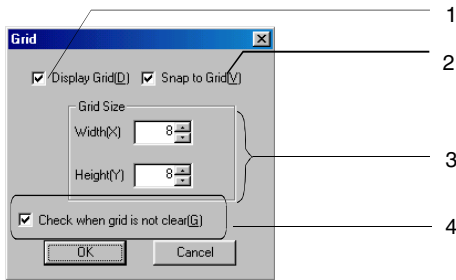 1
Grid
2
Display Grid(D) Snap to Grid(V)
Grid Size
Width(X) 8
3
Height(Y) 8
Check when grid is not clear(G)
4
OK Cancel